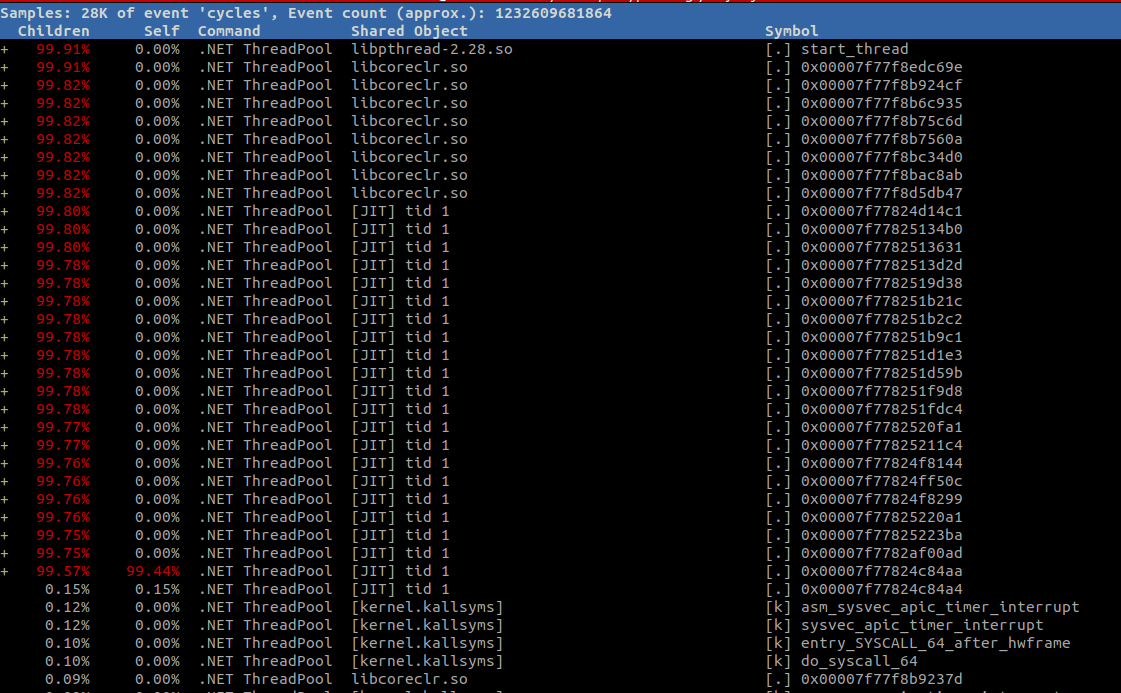 Samples: 28K of event 'cycles', Event count (approx.): 1232609681864
Children Self Command Shared Object Symbol
+ 99.91% 0.00% .NET ThreadPool libpthread-2.28.so [.] start_thread
+ 99.91% 0.00% .NET ThreadPool libcoreclr.so [.] 0x00007f77f8edc69e
+ 99.82% 0.00% .NET ThreadPool libcoreclr.so [.] 0x00007f77f8b924cf
+ 99.82% 0.00% .NET ThreadPool libcoreclr.so [.] 0x00007f77f8b6c935
+ 99.82% 0.00% .NET ThreadPool libcoreclr.so [.] 0x00007f77f8b75c6d
+ 99.82% 0.00% .NET ThreadPool libcoreclr.so [.] 0x00007f77f8b7560a
+ 99.82% 0.00% .NET ThreadPool libcoreclr.so [.] 0x00007f77f8bc34d0
+ 99.82% 0.00% .NET ThreadPool libcoreclr.so [.] 0x00007f77f8bac8ab
+ 99.82% 0.00% .NET ThreadPool libcoreclr.so [.] 0x00007f77f8d5db47
+ 99.80% 0.00% .NET ThreadPool [JIT] tid 1 [.] 0x00007f77824d14c1
+ 99.80% 0.00% .NET ThreadPool [JIT] tid 1 [.] 0x00007f77825134b0
+ 99.80% 0.00% .NET ThreadPool [JIT] tid 1 [.] 0x00007f7782513631
+ 99.78% 0.00% .NET ThreadPool [JIT] tid 1 [.] 0x00007f7782513d2d
+ 99.78% 0.00% .NET ThreadPool [JIT] tid 1 [.] 0x00007f7782519d38
+ 99.78% 0.00% .NET ThreadPool [JIT] tid 1 [.] 0x00007f778251b21c
+ 99.78% 0.00% .NET ThreadPool [JIT] tid 1 [.] 0x00007f778251b2c2
+ 99.78% 0.00% .NET ThreadPool [JIT] tid 1 [.] 0x00007f778251b9c1
+ 99.78% 0.00% .NET ThreadPool [JIT] tid 1 [.] 0x00007f778251d1e3
+ 99.78% 0.00% .NET ThreadPool [JIT] tid 1 [.] 0x00007f778251d59b
+ 99.78% 0.00% .NET ThreadPool [JIT] tid 1 [.] 0x00007f778251f9d8
+ 99.78% 0.00% .NET ThreadPool [JIT] tid 1 [.] 0x00007f778251fdc4
+ 99.77% 0.00% .NET ThreadPool [JIT] tid 1 [.] 0x00007f7782520fa1
+ 99.77% 0.00% .NET ThreadPool [JIT] tid 1 [.] 0x00007f77825211c4
+ 99.76% 0.00% .NET ThreadPool [JIT] tid 1 [.] 0x00007f77824f8144
+ 99.76% 0.00% .NET ThreadPool [JIT] tid 1 [.] 0x00007f77824ff50c
+ 99.76% 0.00% .NET ThreadPool [JIT] tid 1 [.] 0x00007f77824f8299
+ 99.76% 0.00% .NET ThreadPool [JIT] tid 1 [.] 0x00007f77825220a1
+ 99.75% 0.00% .NET ThreadPool [JIT] tid 1 [.] 0x00007f77825223ba
+ 99.75% 0.00% .NET ThreadPool [JIT] tid 1 [.] 0x00007f7782af00ad
+ 99.57% 99.44% .NET ThreadPool [JIT] tid 1 [.] 0x00007f77824c84aa
0.15% 0.15% .NET ThreadPool [JIT] tid 1 [.] 0x00007f77824c84a4
0.12% 0.00% .NET ThreadPool [kernel.kallsyms] [k] asm_sysvec_apic_timer_interrupt
0.12% 0.00% .NET ThreadPool [kernel.kallsyms] [k] sysvec_apic_timer_interrupt
0.10% 0.00% .NET ThreadPool [kernel.kallsyms] [k] entry_SYSCALL_64_after_hwframe
0.10% 0.00% .NET ThreadPool [kernel.kallsyms] [k] do_syscall_64
0.09% 0.00% .NET ThreadPool libcoreclr.so [.] 0x00007f77f8b9237d